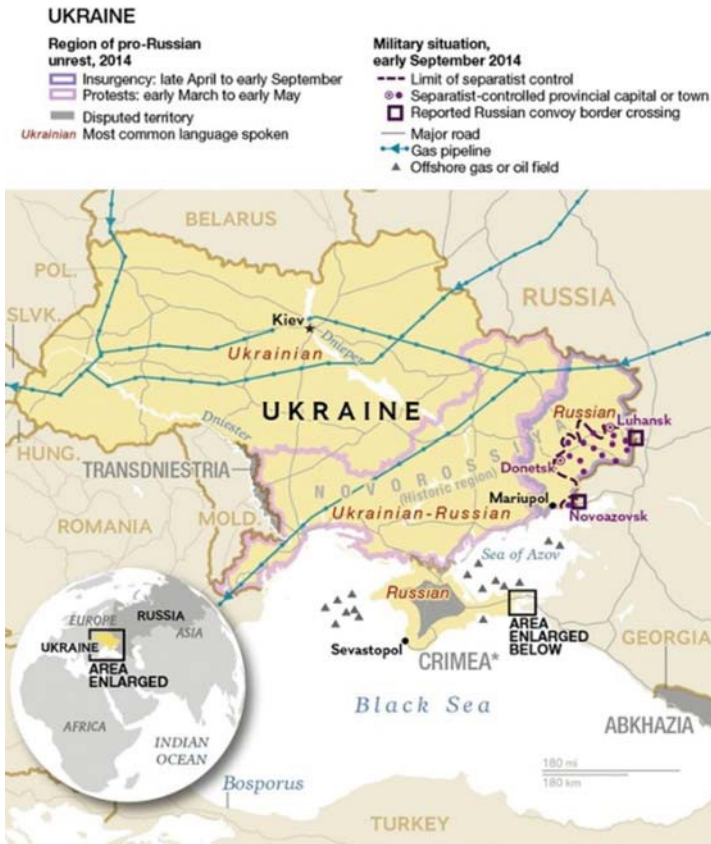 UKRAINE
Region of pro-Russian
unrest, 2014
Insurgency: late April to early September
Protests: early March to early May
Disputed territory
Ukrainian Most common language spoken
Military situation,
early September 2014
Limit of separatist control
Separatist-controlled provincial capital or town
Reported Russian convoy border crossing
Major road
Gas pipeline
Offshore gas or oil field
BELARUS
POL.
RUSSIA
SLVK.
Kiev
Dnieper
Ukrainian
UKRAINE
Russian
Luhansk
Dniester
HUNG.
TRANSDNIESTRIA
Donetsk
NOVOROSSIYA
(Historic region)
Mariupol
MOLD.
Ukrainian-Russian
Novoazovsk
ROMANIA
Sea of Azov
Russian
EUROPE
RUSSIA
ASIA
UKRAINE
AREA
ENLARGED
AREA
ENLARGED
BELOW
Sevastopol
CRIMEA*
GEORGIA
Black Sea
ABKHAZIA
AFRICA
INDIAN
OCEAN
180 mi
180 km
Bosporus
TURKEY